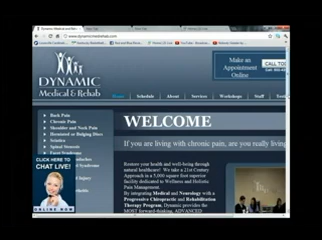 DYNAMIC
Medical & Rehab
Make an
Appointment
Online
Home
Schedule
About
Services
Workshops
Staff
Back Pain
Chronic Pain
Shoulder and Neck Pain
Herniated or Bulging Discs
Sciatica
Spinal Stenosis
CLICK HERE TO
CHAT LIVE!
ONLINE NOW
WELCOME
If you are living with chronic pain, are you really living
Restore your health and well-being through
natural healthcare! We take a 21st Century
Approach in a 5,000 square foot superior
facility dedicated to Wellness and Holistic
Pain Management.
By integrating Medical and Neurology with a
Progressive Chiropractic and Rehabilitation
Therapy Program, Dynamic provides the
MOST forward-thinking, ADVANCED